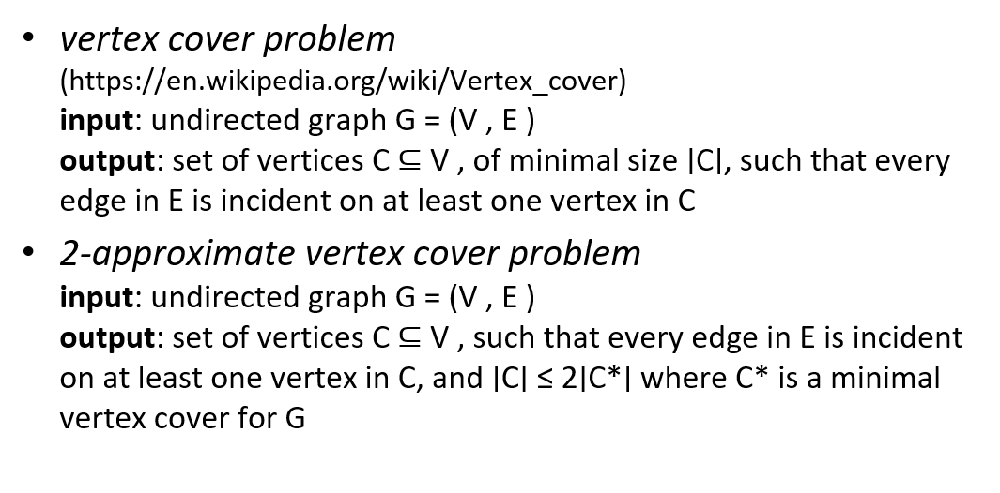 • vertex cover problem
(https://en.wikipedia.org/wiki/Vertex_cover)
input: undirected graph G = (V , E )
output: set of vertices C ⊆ V , of minimal size |C|, such that every
edge in E is incident on at least one vertex in C
• 2-approximate vertex cover problem
input: undirected graph G = (V , E )
output: set of vertices C ⊆ V , such that every edge in E is incident
on at least one vertex in C, and |C| ≤ 2|C*| where C* is a minimal
vertex cover for G